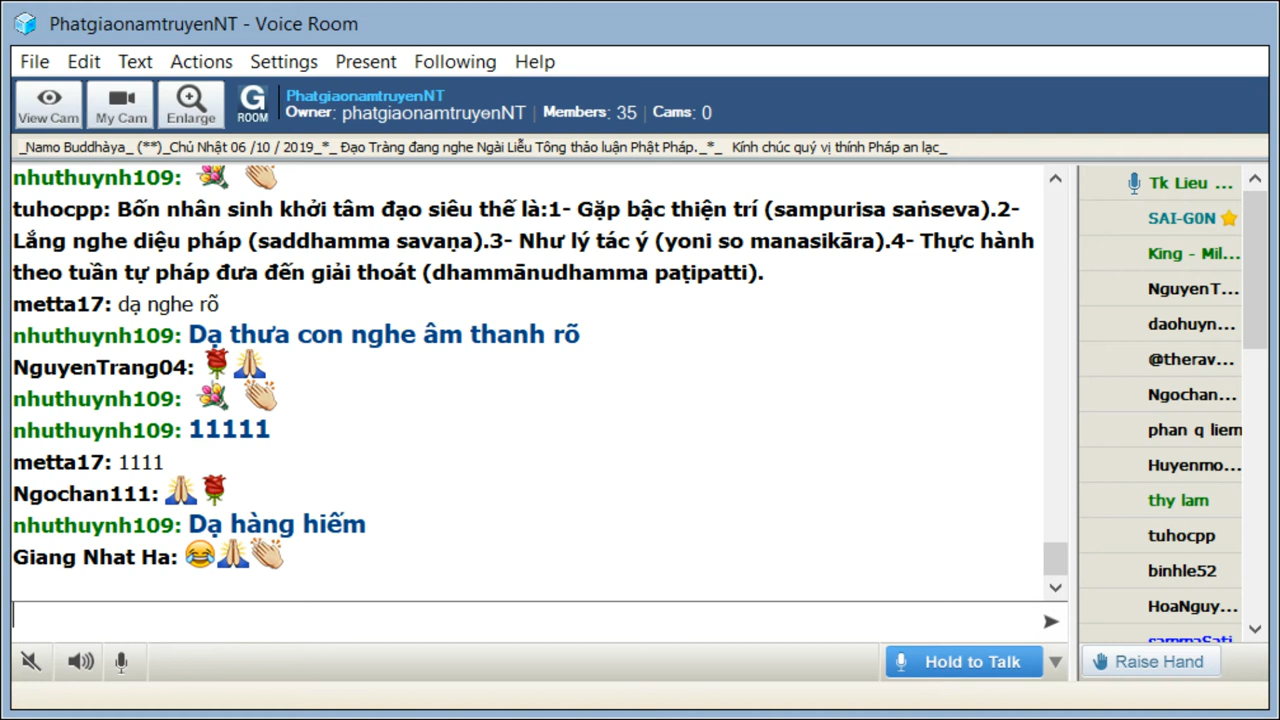 PhatgiaonamtruyenNT - Voice Room
File Edit Text Actions Settings Present Following Help
View Cam My Cam Enlarge G ROOM
PhatgiaonamtruyenNT
Owner: phatgiaonamtruyenNT | Members: 35 | Cams: 0
_Namo Buddhàya_ (**)_Chủ Nhật 06 /10 / 2019_*_ Đạo Tràng đang nghe Ngài Liễu Tông thảo luận Phật Pháp._*_ Kính chúc quý vị thính Pháp an lạc_
nhuthuynh109:
tuhocpp: Bốn nhân sinh khởi tâm đạo siêu thế là:1- Gặp bậc thiện trí (sampurisa saṅseva).2-
Lắng nghe diệu pháp (saddhamma savaṇa).3- Như lý tác ý (yoni so manasikāra).4- Thực hành
theo tuần tự pháp đưa đến giải thoát (dhammānudhamma paṭipatti).
metta17: dạ nghe rõ
nhuthuynh109: Dạ thưa con nghe âm thanh rõ
NguyenTrang04:
nhuthuynh109:
nhuthuynh109: 11111
metta17: 1111
Ngochan111:
nhuthuynh109: Dạ hàng hiếm
Giang Nhat Ha:
Tk Lieu ...
SAI-G0N
King - Mil...
NguyenT...
daohuyn...
@therav...
Ngochan...
phan q liem
Huyenmo...
thy lam
tuhocpp
binhle52
HoaNguy...
sammaSati
Hold to Talk
Raise Hand